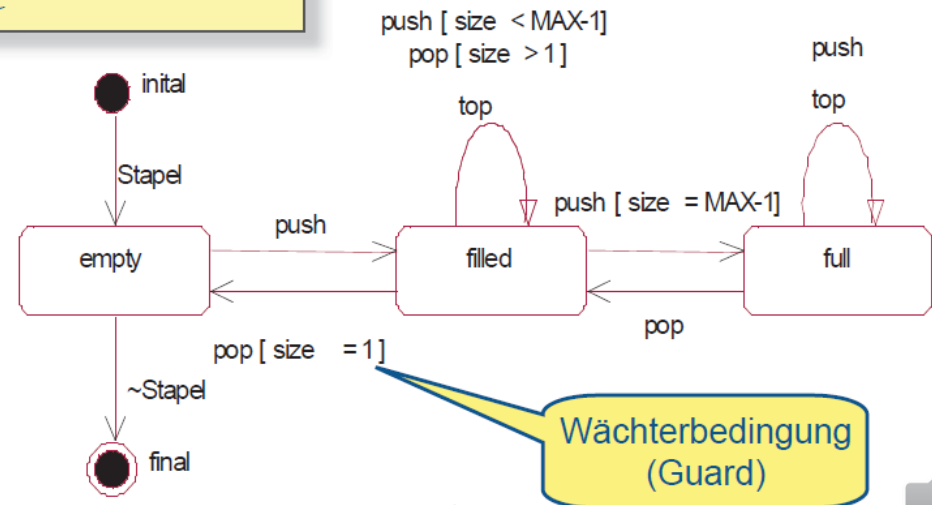 push [ size < MAX-1]
pop [ size > 1 ]
push
inital
top
top
Stapel
push
push [ size = MAX-1]
empty
filled
full
pop [ size = 1 ]
pop
~Stapel
Wächterbedingung
(Guard)
final